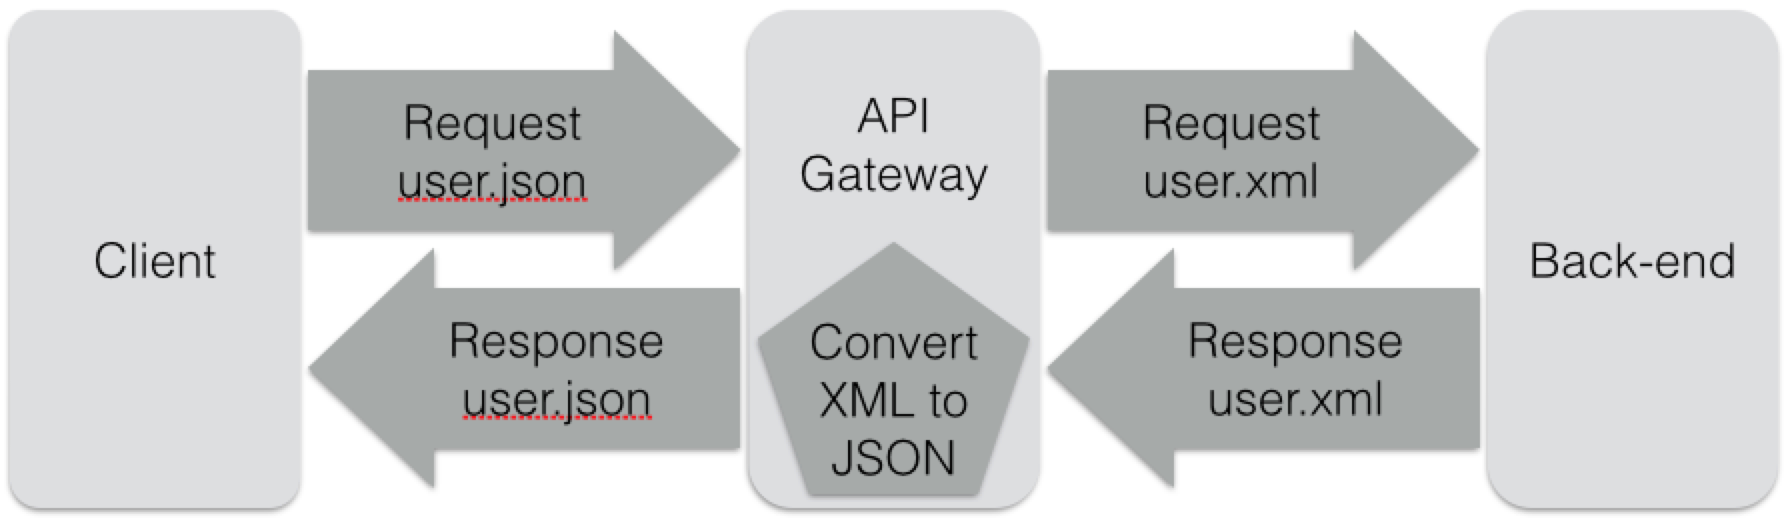 Client
Request
user.json
Response
user.json
API
Gateway
Convert
XML to
JSON
Request
user.xml
Response
user.xml
Back-end